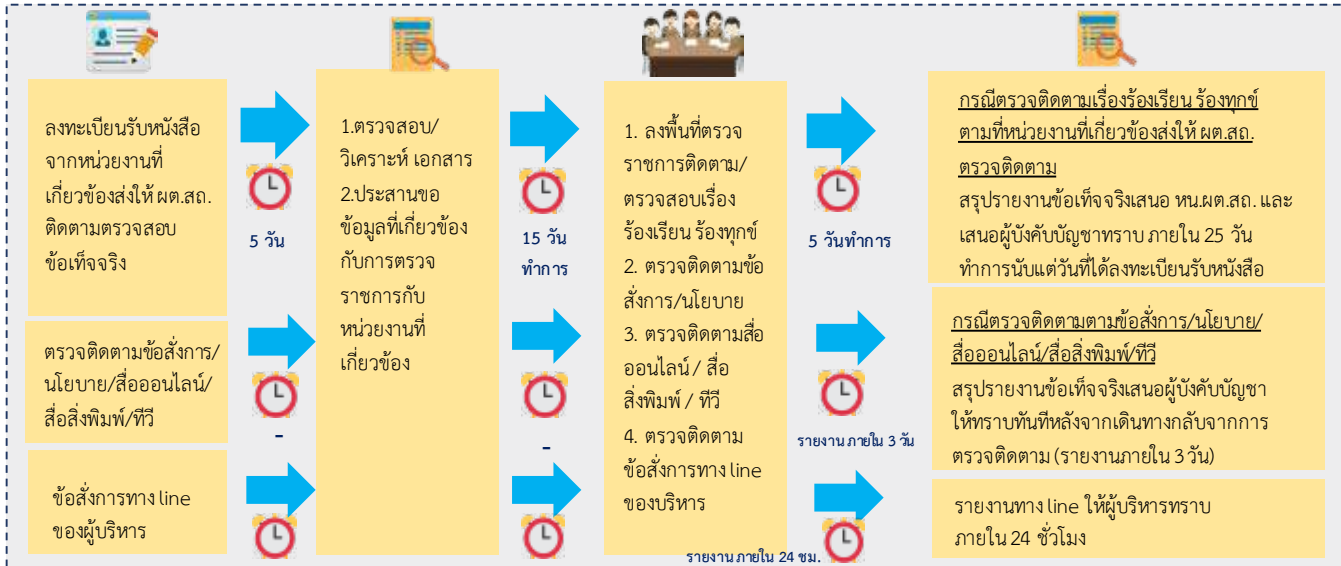 ลงทะเบียนรับหนังสือ
จากหน่วยงานที่
เกี่ยวข้องส่งให้ ผต.สถ.
ติดตามตรวจสอบ
ข้อเท็จจริง
5 วัน
1.ตรวจสอบ/
วิเคราะห์ เอกสาร
2.ประสานขอ
ข้อมูลที่เกี่ยวข้อง
กับการตรวจ
ราชการกับ
หน่วยงานที่
เกี่ยวข้อง
15 วัน
ทำการ
1. ลงพื้นที่ตรวจ
ราชการติดตาม/
ตรวจสอบเรื่อง
ร้องเรียน ร้องทุกข์
2. ตรวจติดตามข้อ
สั่งการ/นโยบาย
3. ตรวจติดตามสื่อ
ออนไลน์ / สื่อ
สิ่งพิมพ์ / ทีวี
4. ตรวจติดตาม
ข้อสั่งการทาง line
ของบริหาร
5 วันทำการ
กรณีตรวจติดตามเรื่องร้องเรียน ร้องทุกข์
ตามที่หน่วยงานที่เกี่ยวข้องส่งให้ ผต.สถ.
ตรวจติดตาม
สรุปรายงานข้อเท็จจริงเสนอ หน.ผต.สถ. และ
เสนอผู้บังคับบัญชาทราบ ภายใน 25 วัน
ทำการนับแต่วันที่ได้ลงทะเบียนรับหนังสือ
ตรวจติดตามข้อสั่งการ/
นโยบาย/สื่อออนไลน์/
สื่อสิ่งพิมพ์/ทีวี
-
-
รายงาน ภายใน 3 วัน
กรณีตรวจติดตามตามข้อสั่งการ/นโยบาย/
สื่อออนไลน์/สื่อสิ่งพิมพ์/ทีวี
สรุปรายงานข้อเท็จจริงเสนอผู้บังคับบัญชา
ให้ทราบทันทีหลังจากเดินทางกลับจากการ
ตรวจติดตาม (รายงานภายใน 3 วัน)
ข้อสั่งการทาง line
ของผู้บริหาร
รายงาน ภายใน 24 ชม.
รายงานทาง line ให้ผู้บริหารทราบ
ภายใน 24 ชั่วโมง